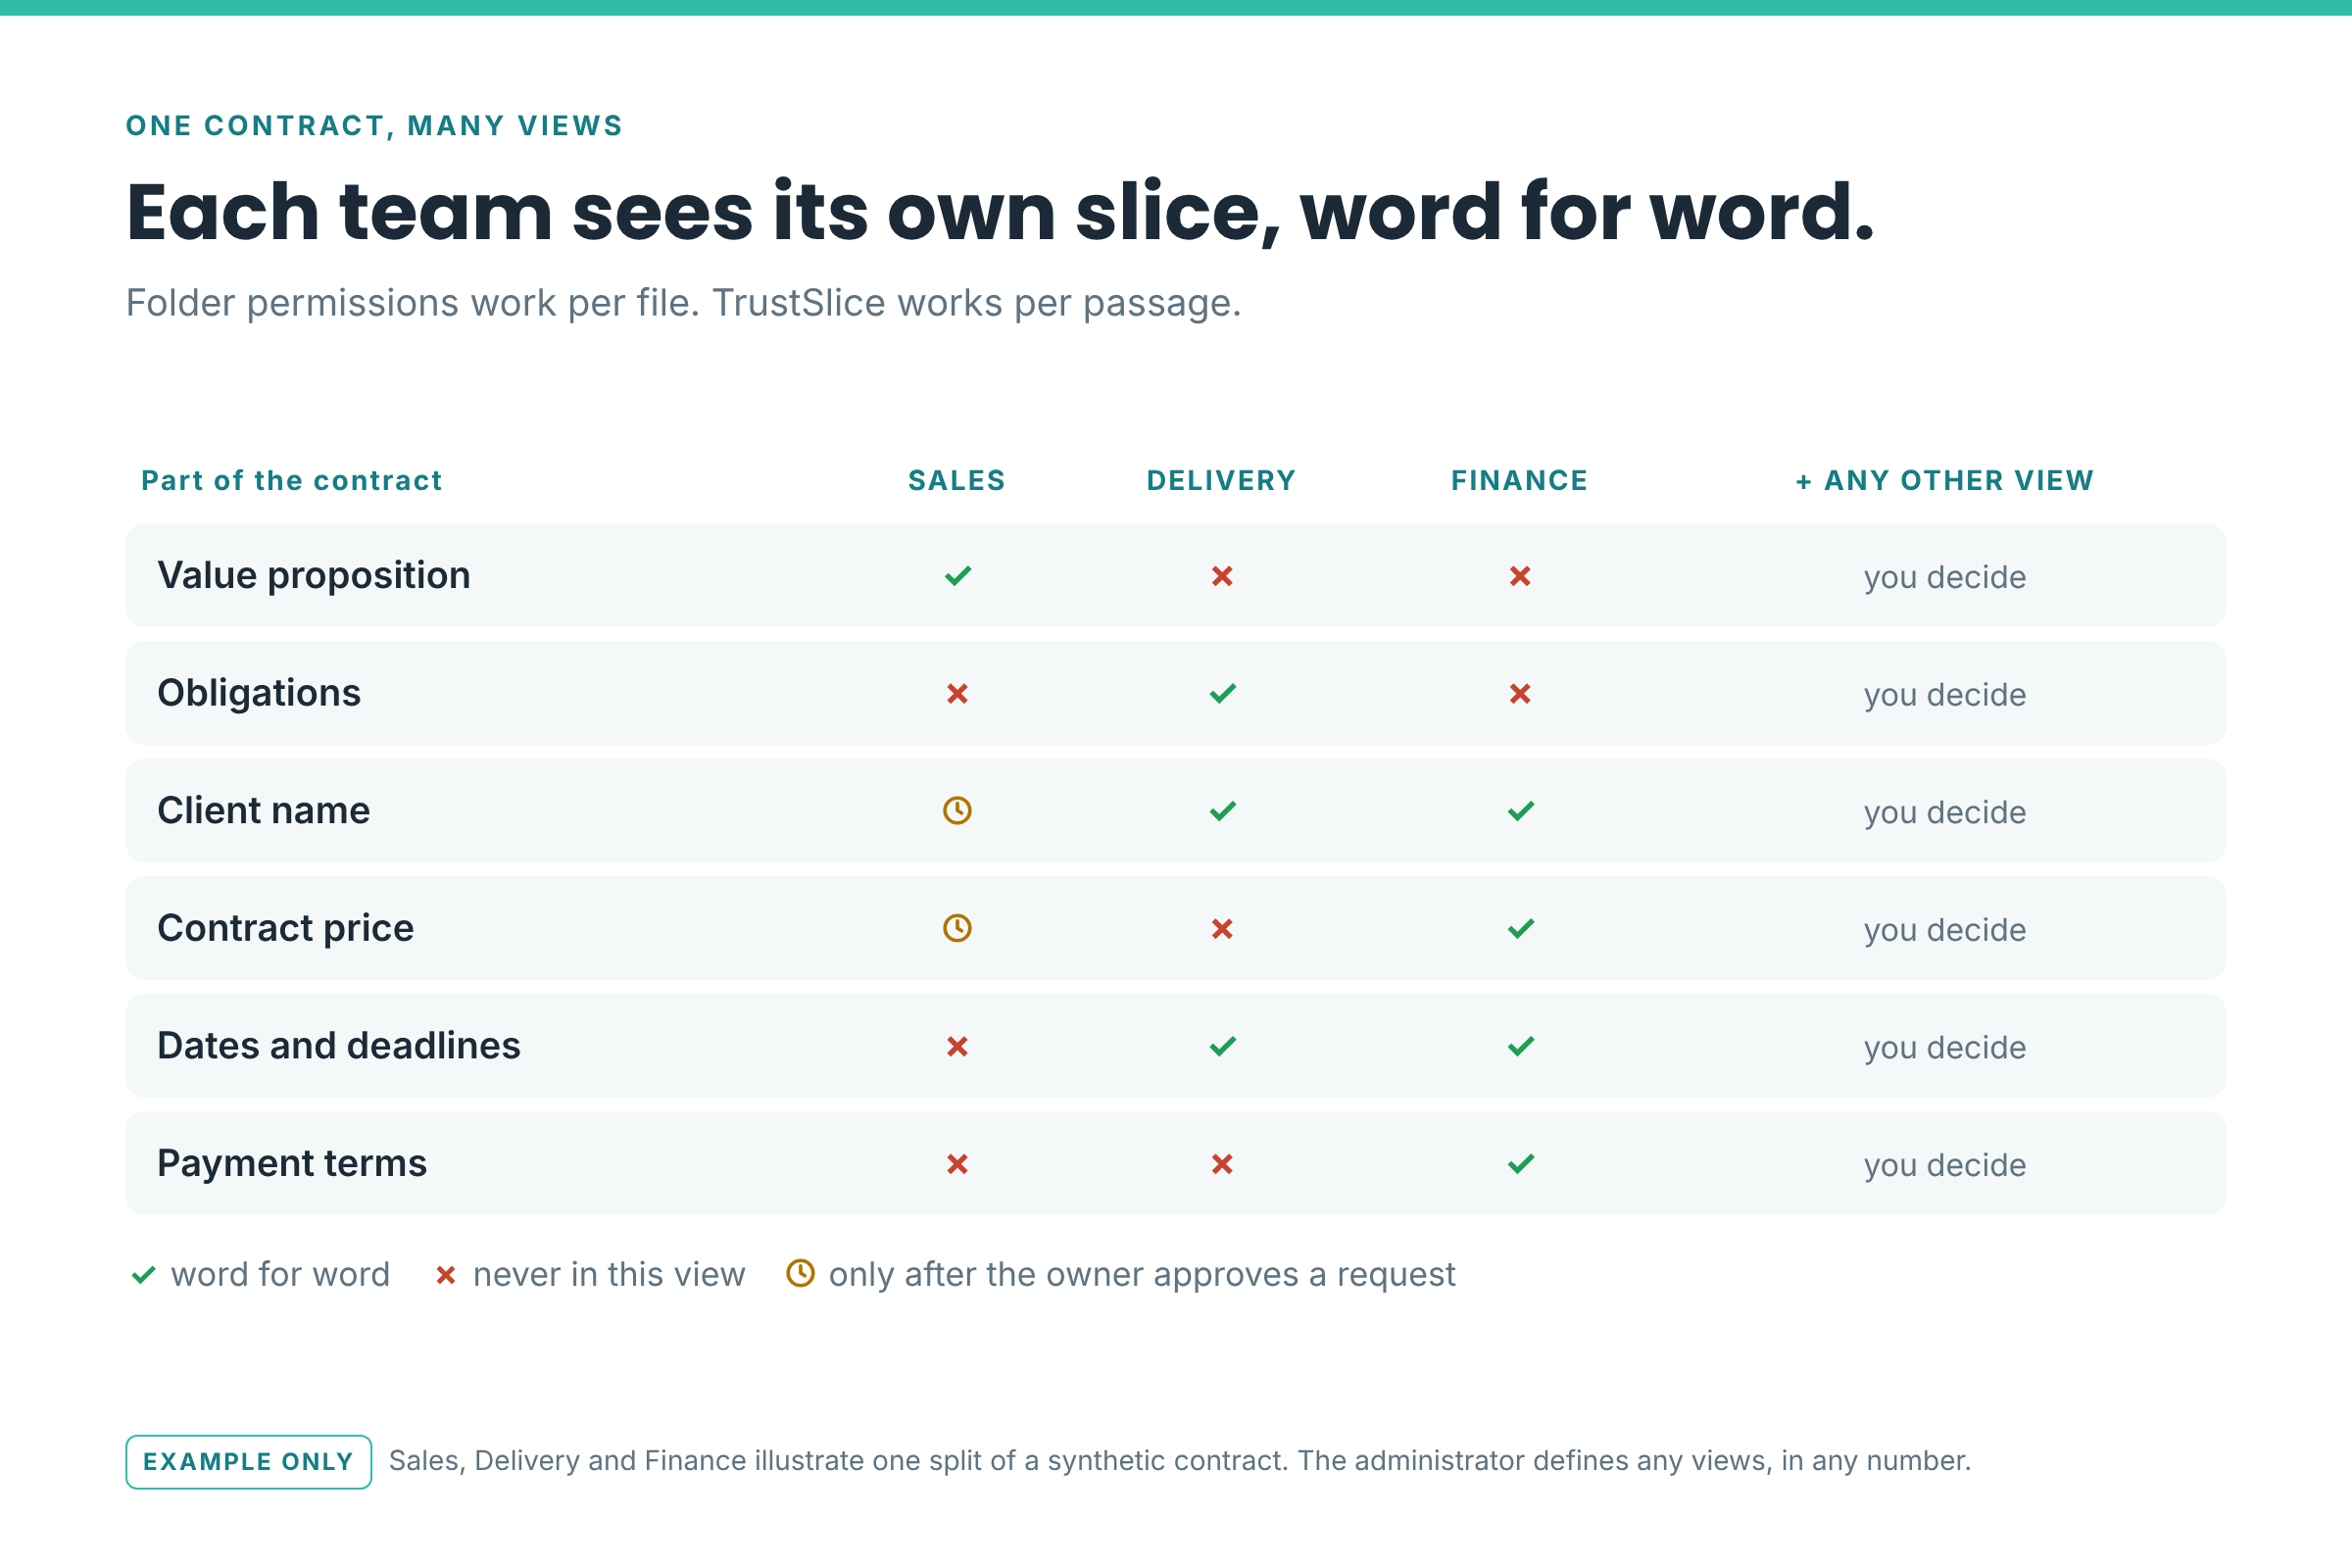 ONE CONTRACT, MANY VIEWS
Each team sees its own slice, word for word.
Folder permissions work per file. TrustSlice works per passage.
Part of the contract SALES DELIVERY FINANCE + ANY OTHER VIEW
Value proposition ✓ ✗ ✗ you decide
Obligations ✗ ✓ ✗ you decide
Client name ✓ ✓ you decide
Contract price ✗ ✓ you decide
Dates and deadlines ✗ ✓ ✓ you decide
Payment terms ✗ ✗ ✓ you decide
✓ word for word ✗ never in this view only after the owner approves a request
EXAMPLE ONLY Sales, Delivery and Finance illustrate one split of a synthetic contract. The administrator defines any views, in any number.